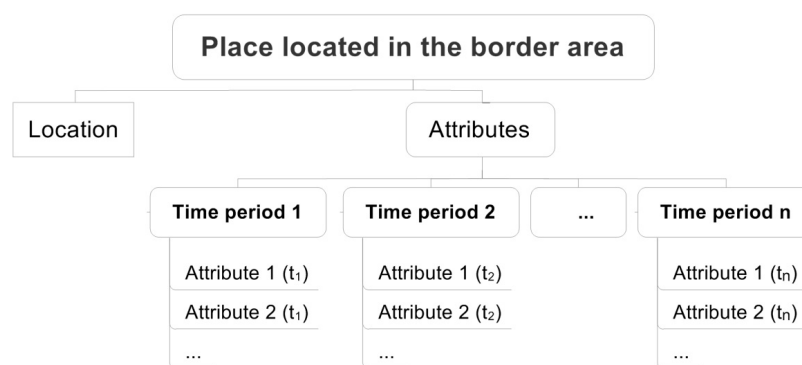 Place located in the border area
Location
Attributes
Time period 1
Time period 2
...
Time period n
Attribute 1 (t₁)
Attribute 1 (t₂)
Attribute 1 (tₙ)
Attribute 2 (t₁)
Attribute 2 (t₂)
Attribute 2 (tₙ)
...
...
...